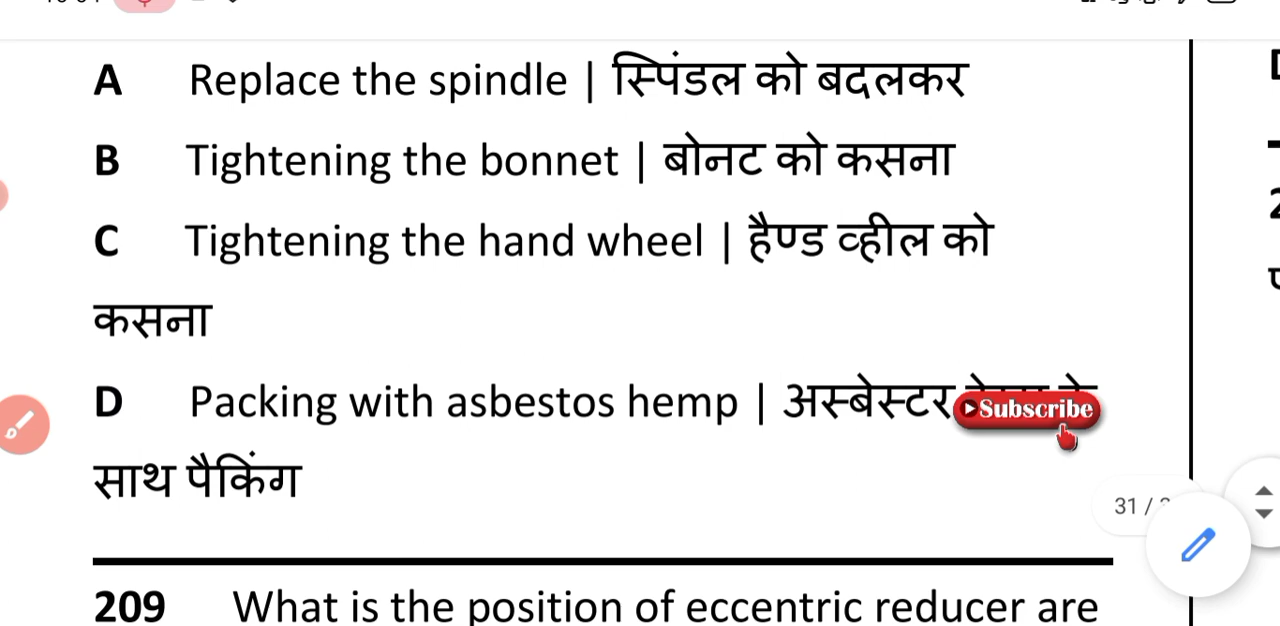 A Replace the spindle | स्पिंडल को बदलकर
B Tightening the bonnet | बोनट को कसना
C Tightening the hand wheel | हैण्ड व्हील को
कसना
D Packing with asbestos hemp | अस्बेस्टर के
Subscribe
साथ पैकिंग
31 /
209 What is the position of eccentric reducer are